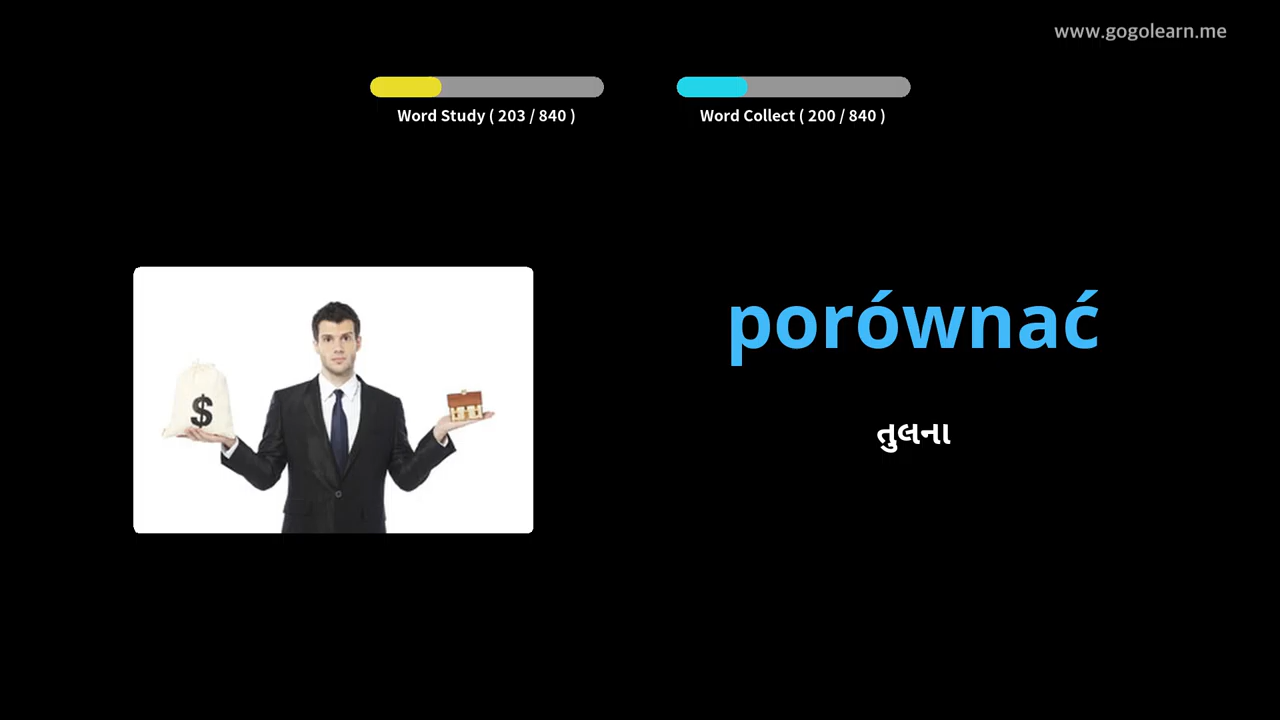 www.gogolearn.me
Word Study ( 203 / 840 )
Word Collect ( 200 / 840 )
$
porównać
તુલના